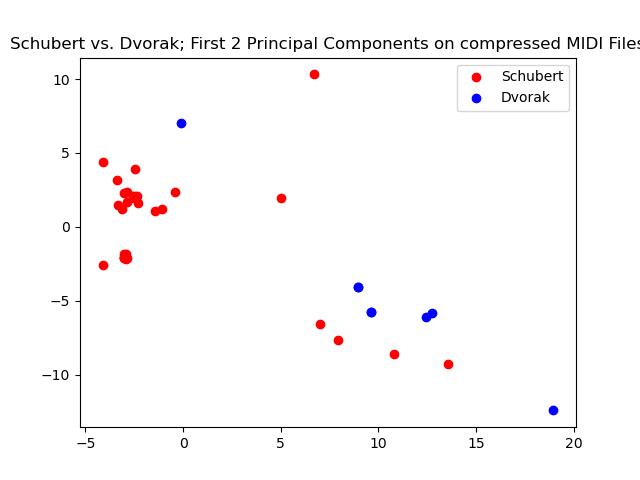 Schubert vs. Dvorak; First 2 Principal Components on compressed MIDI Files
Schubert
Dvorak
10
5
0
−5
−10
−5 0 5 10 15 20